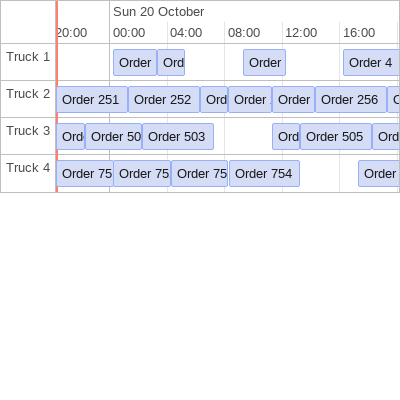 Sun 20 October
20:00 00:00 04:00 08:00 12:00 16:00
Truck 1 Order Ord Order Order 4
Truck 2 Order 251 Order 252 Ord Order Order Order 256
Truck 3 Ord Order 50 Order 503 Ord Order 505 Ord
Truck 4 Order 75 Order 75 Order 75 Order 754 Order